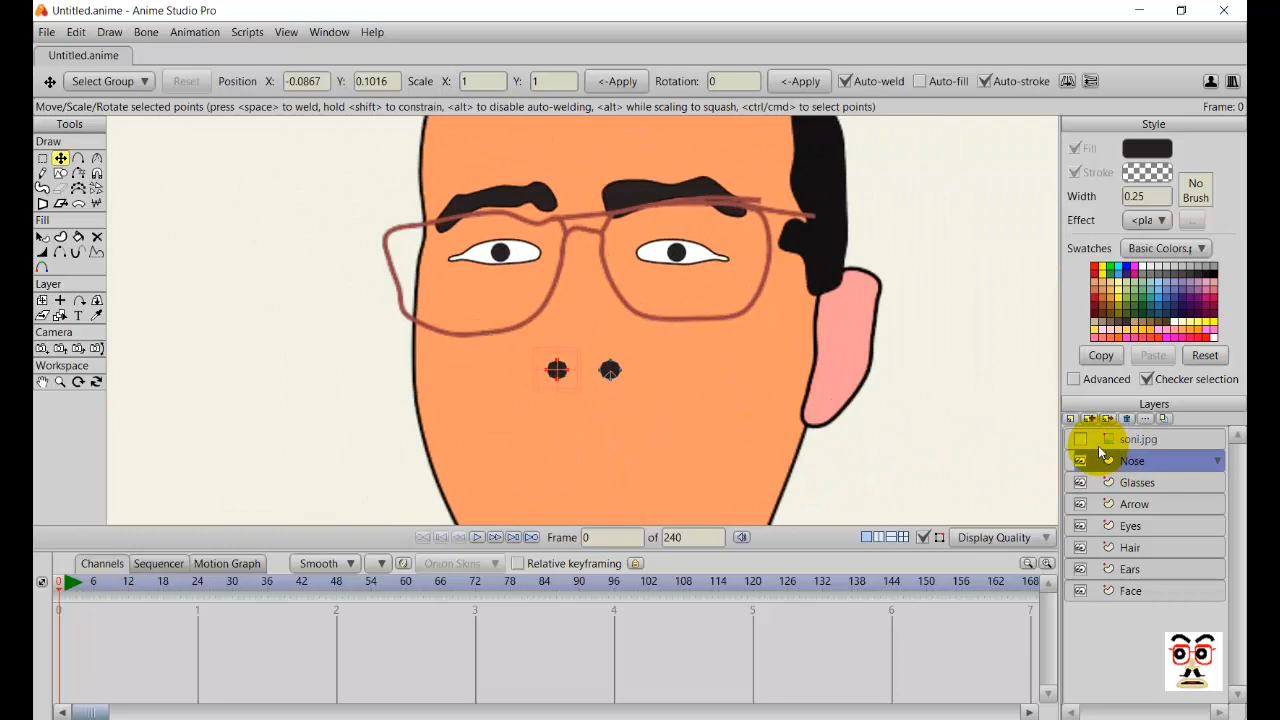 Untitled.anime - Anime Studio Pro
File Edit Draw Bone Animation Scripts View Window Help
Untitled.anime
Select Group Reset Position X: -0.0867 Y: 0.1016 Scale X: 1 Y: 1 <-Apply Rotation: 0 <-Apply Auto-weld Auto-fill Auto-stroke
Move/Scale/Rotate selected points (press <space> to weld, hold <shift> to constrain, <alt> to disable auto-welding, <alt> while scaling to squash, <ctrl/cmd> to select points) Frame: 0
Tools
Draw
Fill
Layer
Camera
Workspace
Style
Fill
Stroke
Width 0.25
No
Brush
Effect <pla ...
Swatches Basic Colors.p
Copy Paste Reset
Advanced Checker selection
Layers
soni.jpg
Nose
Glasses
Arrow
Eyes
Hair
Ears
Face
Frame 0 of 240 Display Quality
Channels Sequencer Motion Graph Smooth Onion Skins Relative keyframing
0 6 12 18 24 30 36 42 48 54 60 66 72 78 84 90 96 102 108 114 120 126 132 138 144 150 156 162 168
0 1 2 3 4 5 6 7